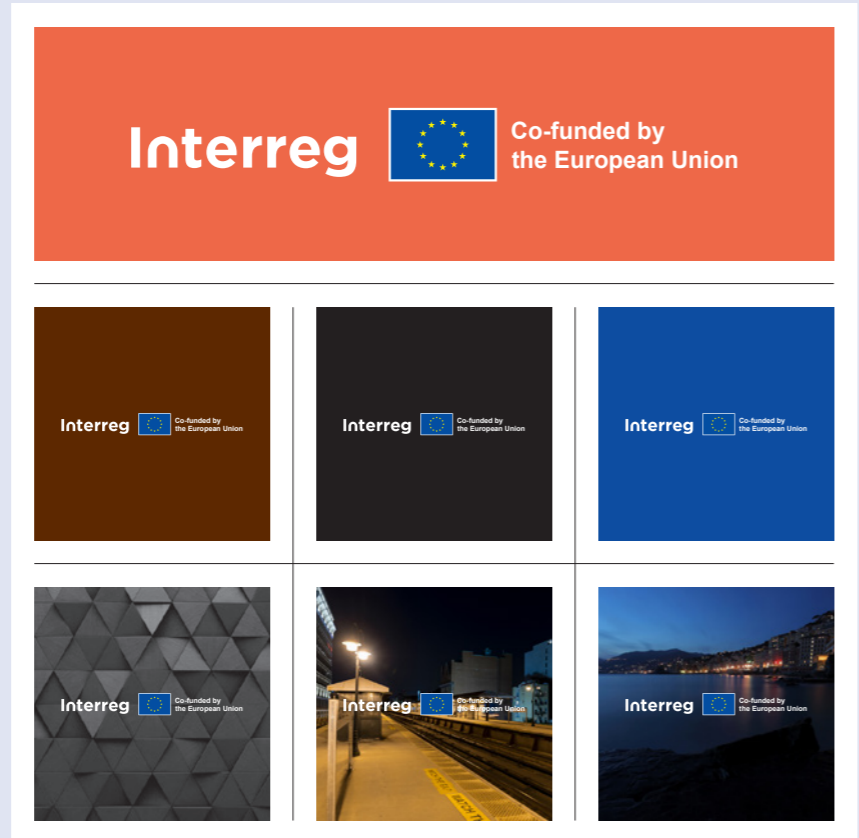 Interreg
Co-funded by
the European Union
Interreg
Co-funded by
the European Union
Interreg
Co-funded by
the European Union
Interreg
Co-funded by
the European Union
Interreg
Co-funded by
the European Union
Interreg
Co-funded by
the European Union
Interreg
Co-funded by
the European Union